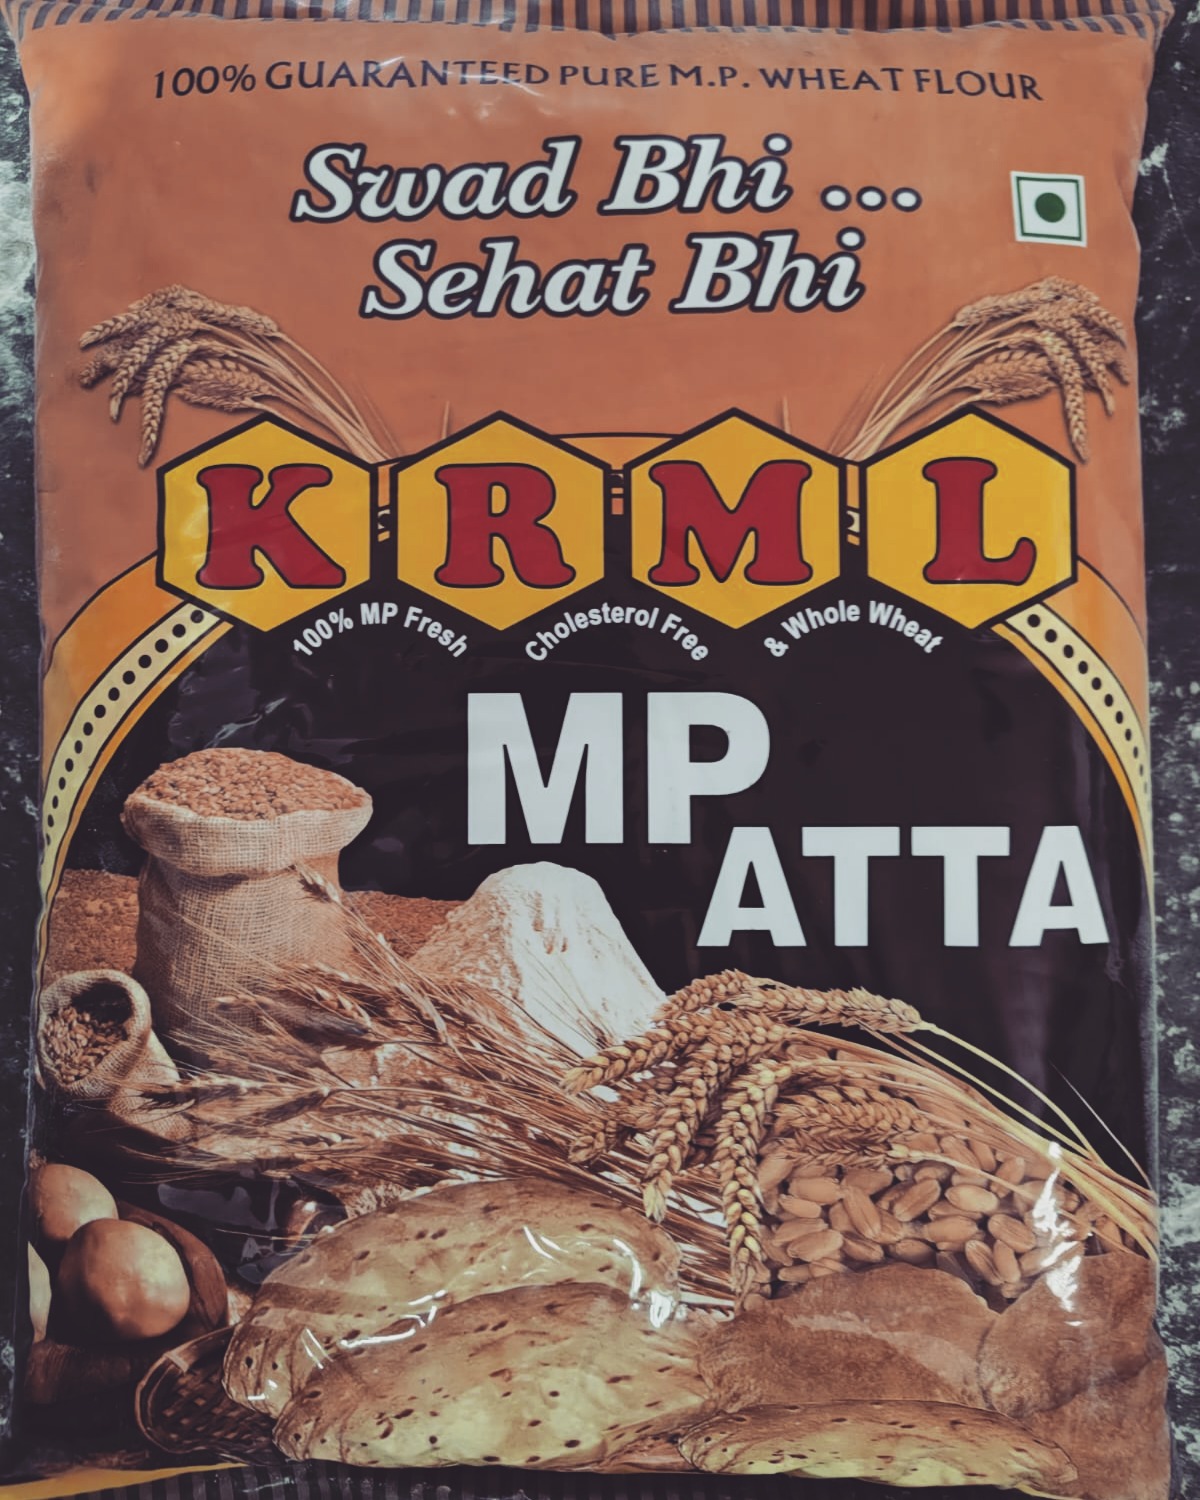 100% GUARANTEED PURE M.P. WHEAT FLOUR
Swad Bhi ...
Sehat Bhi
KRML
100% MP Fresh Cholesterol Free & Whole Wheat
MP
ATTA